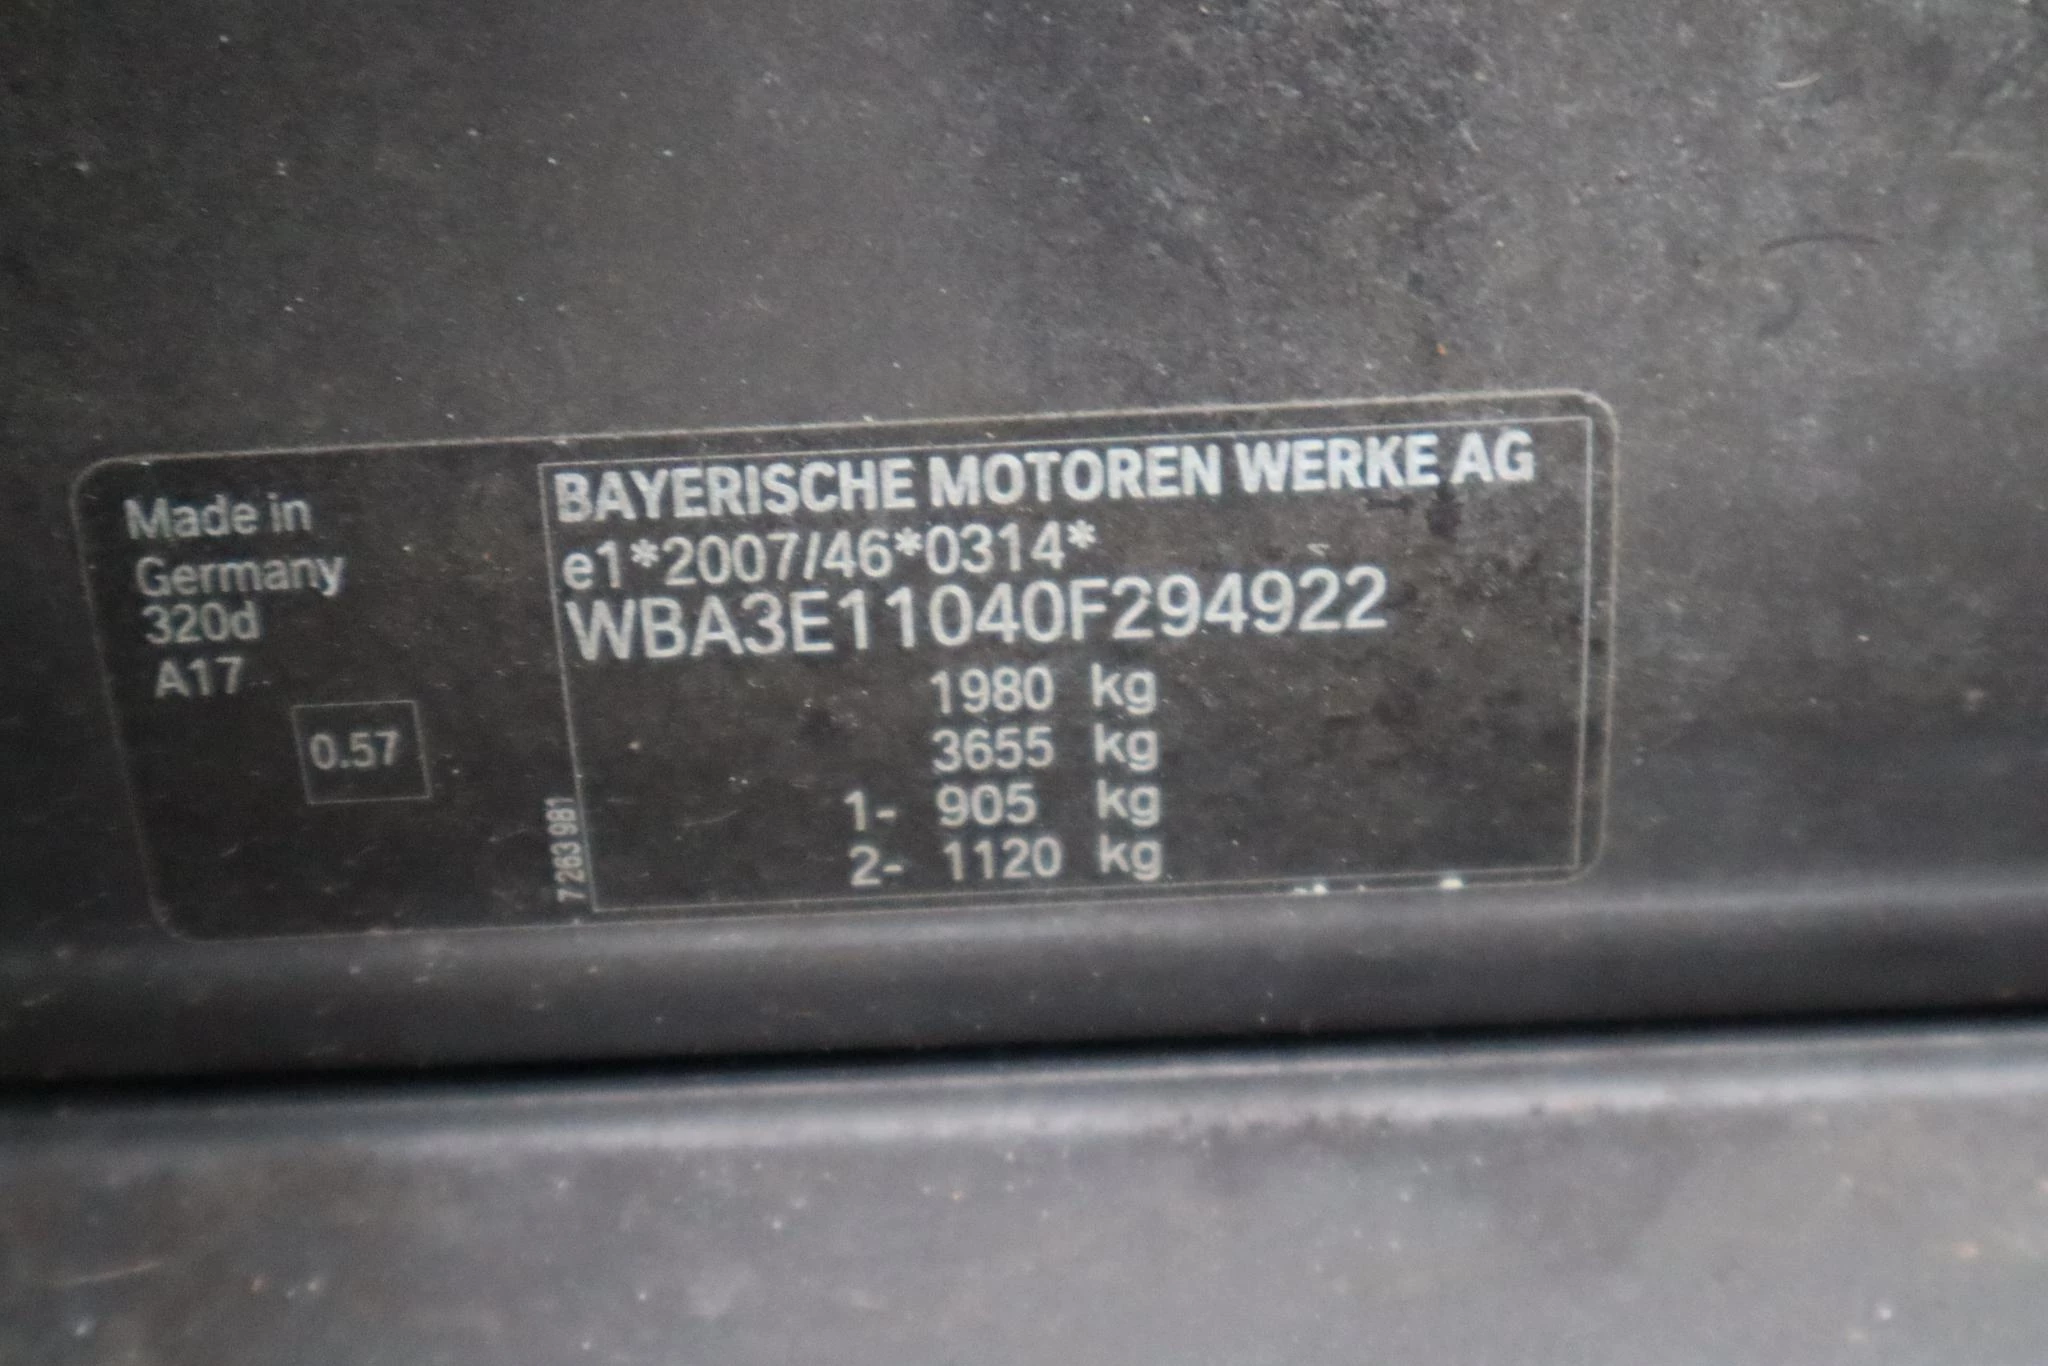 Made in
Germany
320d
A17
0.57
7 263 981
BAYERISCHE MOTOREN WERKE AG
e1*2007/46*0314*
WBA3E11040F294922
1980 kg
3655 kg
1- 905 kg
2- 1120 kg